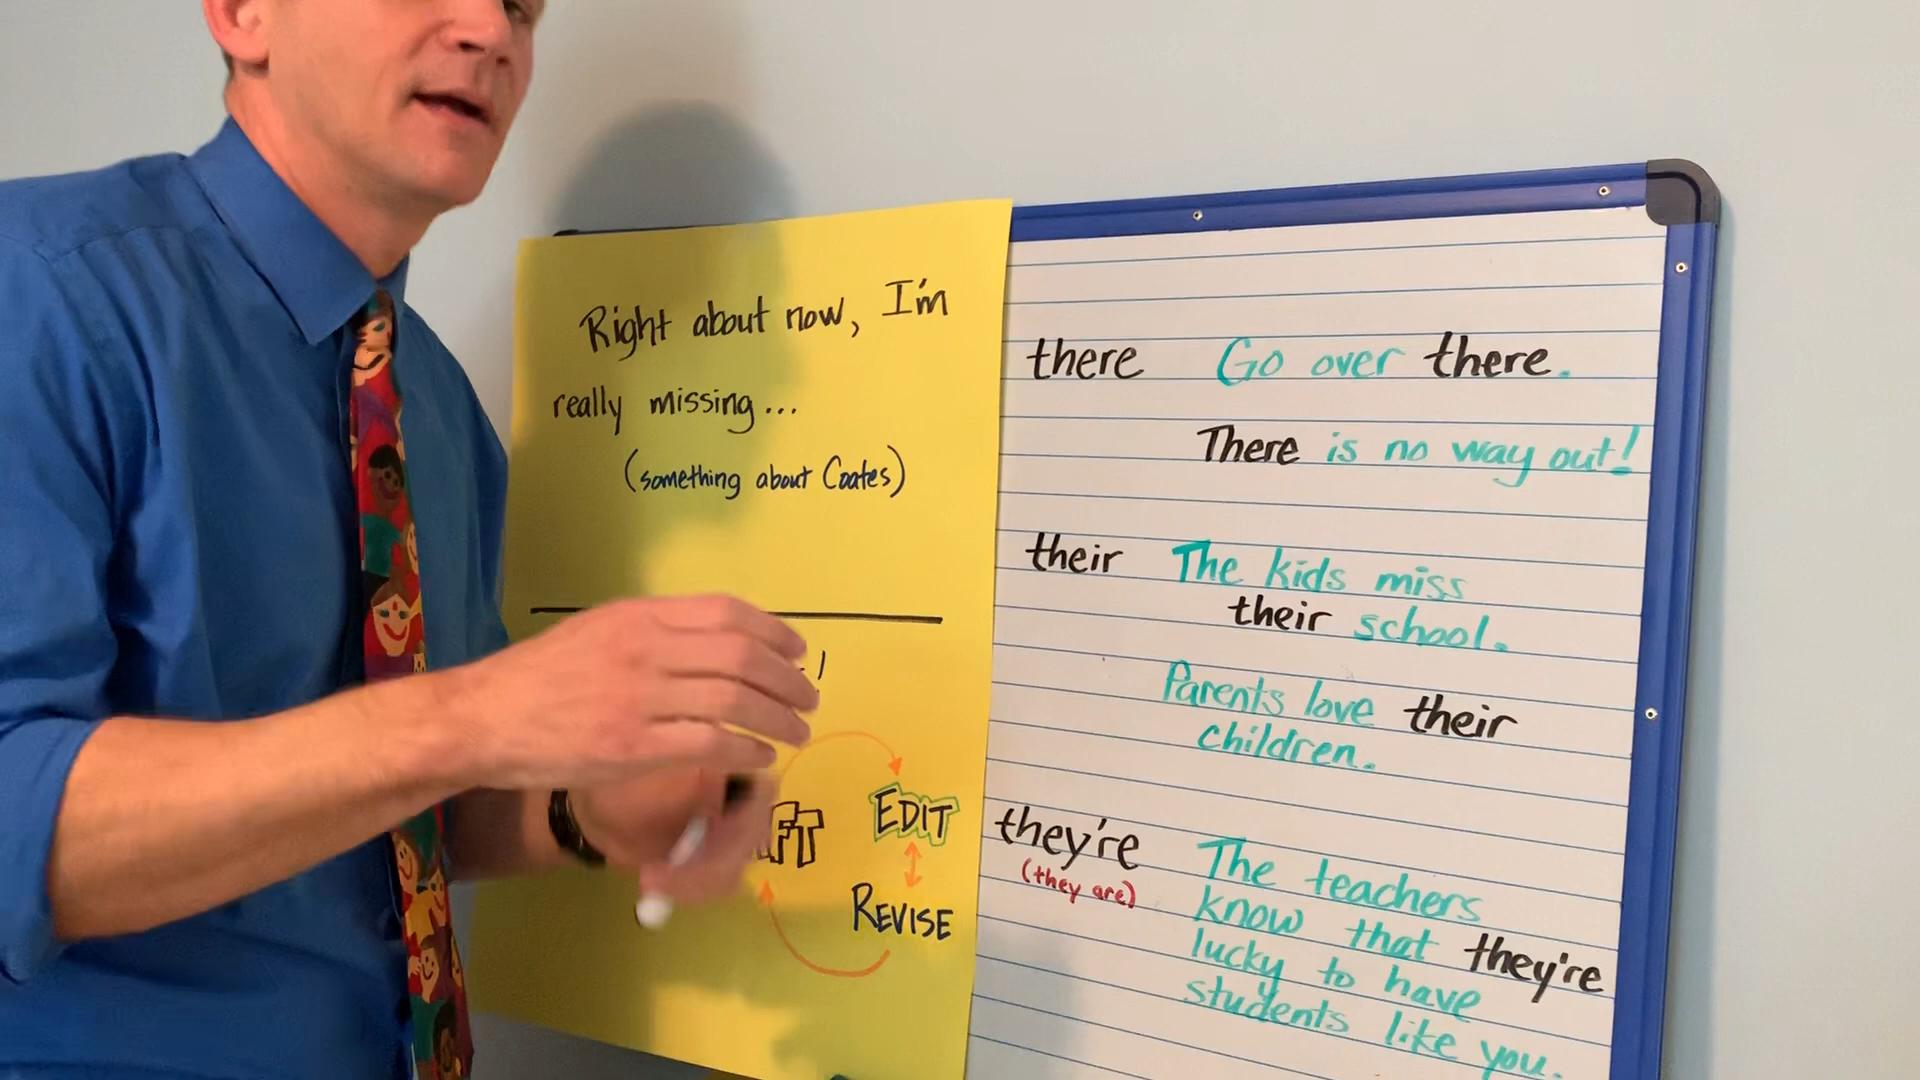 Right about now, I'm
really missing...
(something about Coates)
!
EDIT
REVISE
there Go over there.
There is no way out!
their The kids miss
their school.
Parents love their
children.
they're The teachers
(they are)
know that they're
lucky to have
students like you.